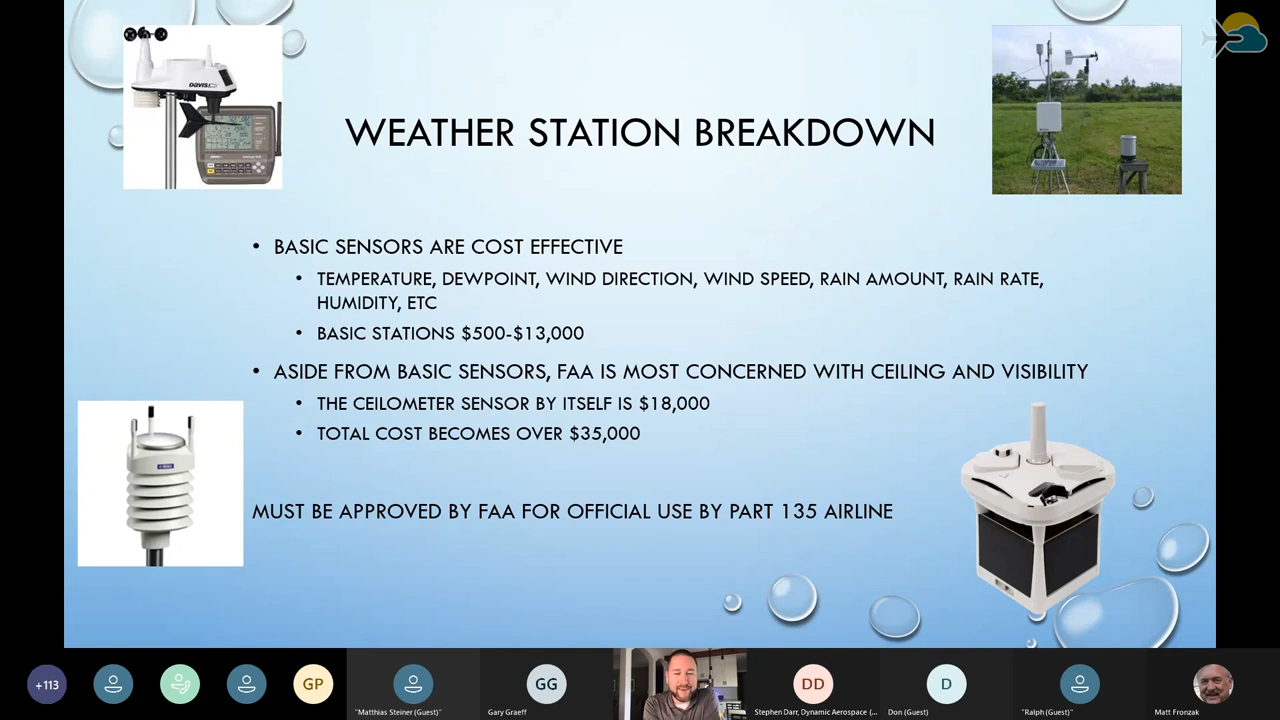 DAVIS
WEATHER STATION BREAKDOWN
• BASIC SENSORS ARE COST EFFECTIVE
• TEMPERATURE, DEWPOINT, WIND DIRECTION, WIND SPEED, RAIN AMOUNT, RAIN RATE,
HUMIDITY, ETC
• BASIC STATIONS $500-$13,000
• ASIDE FROM BASIC SENSORS, FAA IS MOST CONCERNED WITH CEILING AND VISIBILITY
• THE CEILOMETER SENSOR BY ITSELF IS $18,000
• TOTAL COST BECOMES OVER $35,000
MUST BE APPROVED BY FAA FOR OFFICIAL USE BY PART 135 AIRLINE
+113
GP
"Matthias Steiner (Guest)"
GG
Gary Graeff
DD
Stephen Darr, Dynamic Aerospace (...
D
Don (Guest)
"Ralph (Guest)"
Matt Fronzak